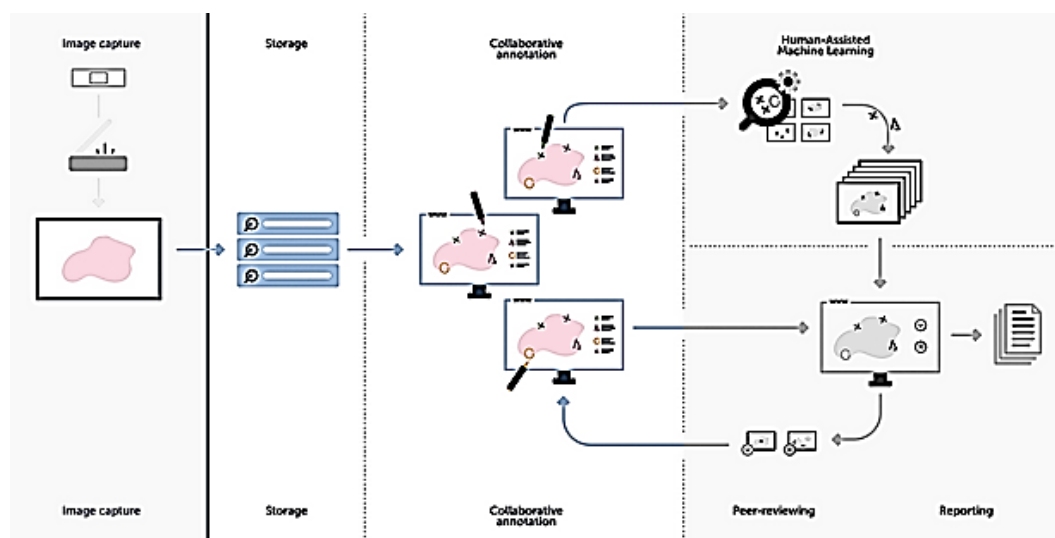 Image capture
Storage
Collaborative
annotation
Human-Assisted
Machine Learning
Image capture
Storage
Collaborative
annotation
Peer-reviewing
Reporting